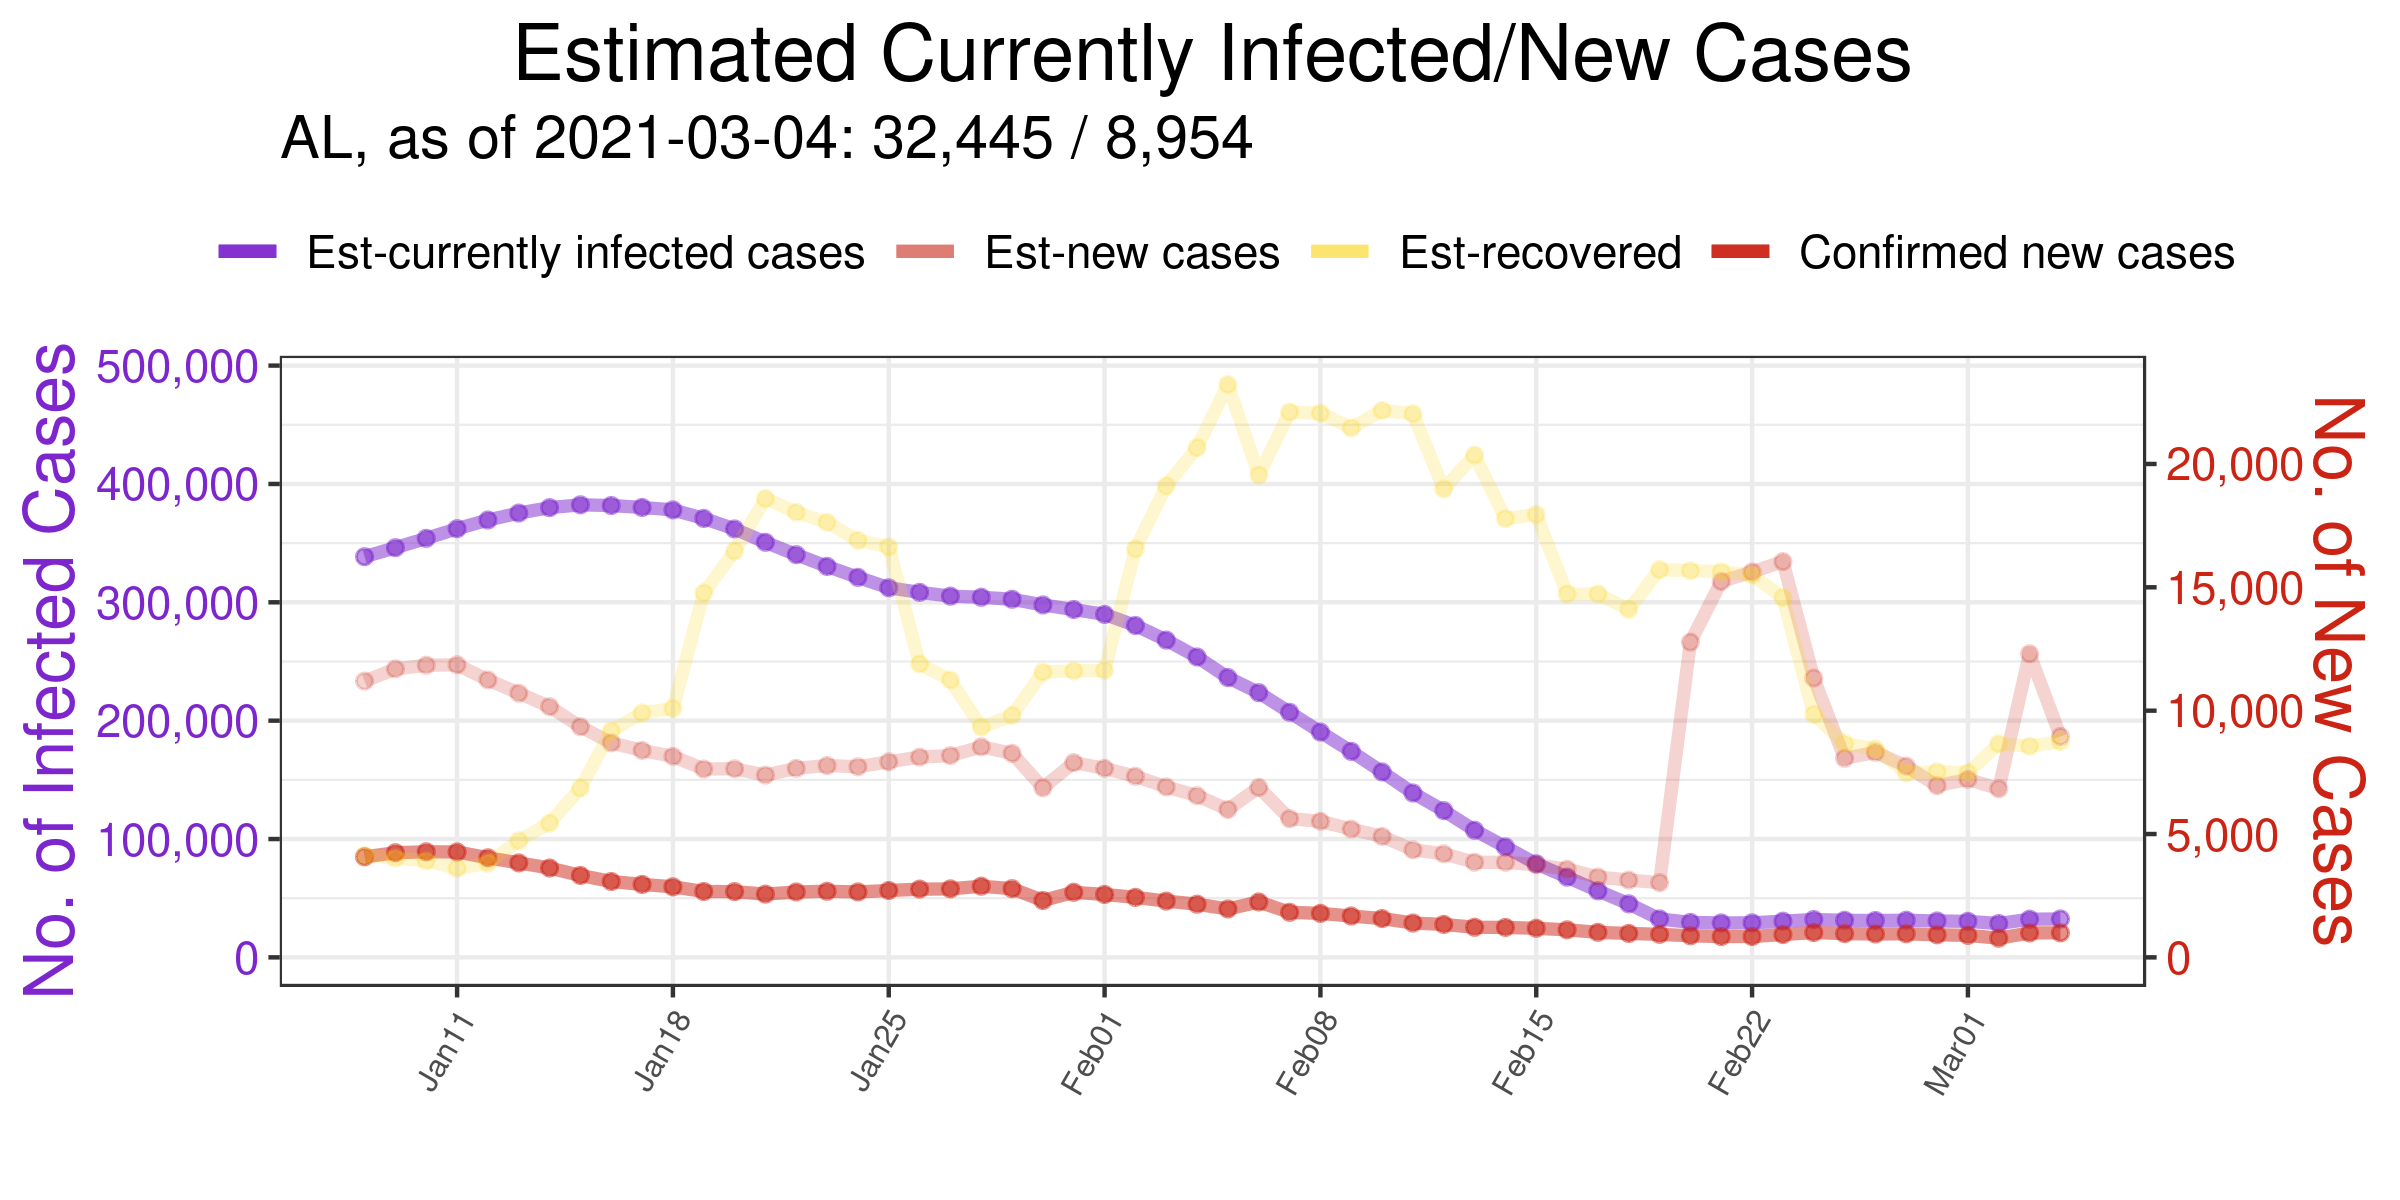 Estimated Currently Infected/New Cases
AL, as of 2021-03-04: 32,445 / 8,954
Est-currently infected cases Est-new cases Est-recovered Confirmed new cases
No. of Infected Cases
500,000
400,000
300,000
200,000
100,000
0
20,000
15,000
10,000
5,000
0
No. of New Cases
Jan11 Jan18 Jan25 Feb01 Feb08 Feb15 Feb22 Mar01